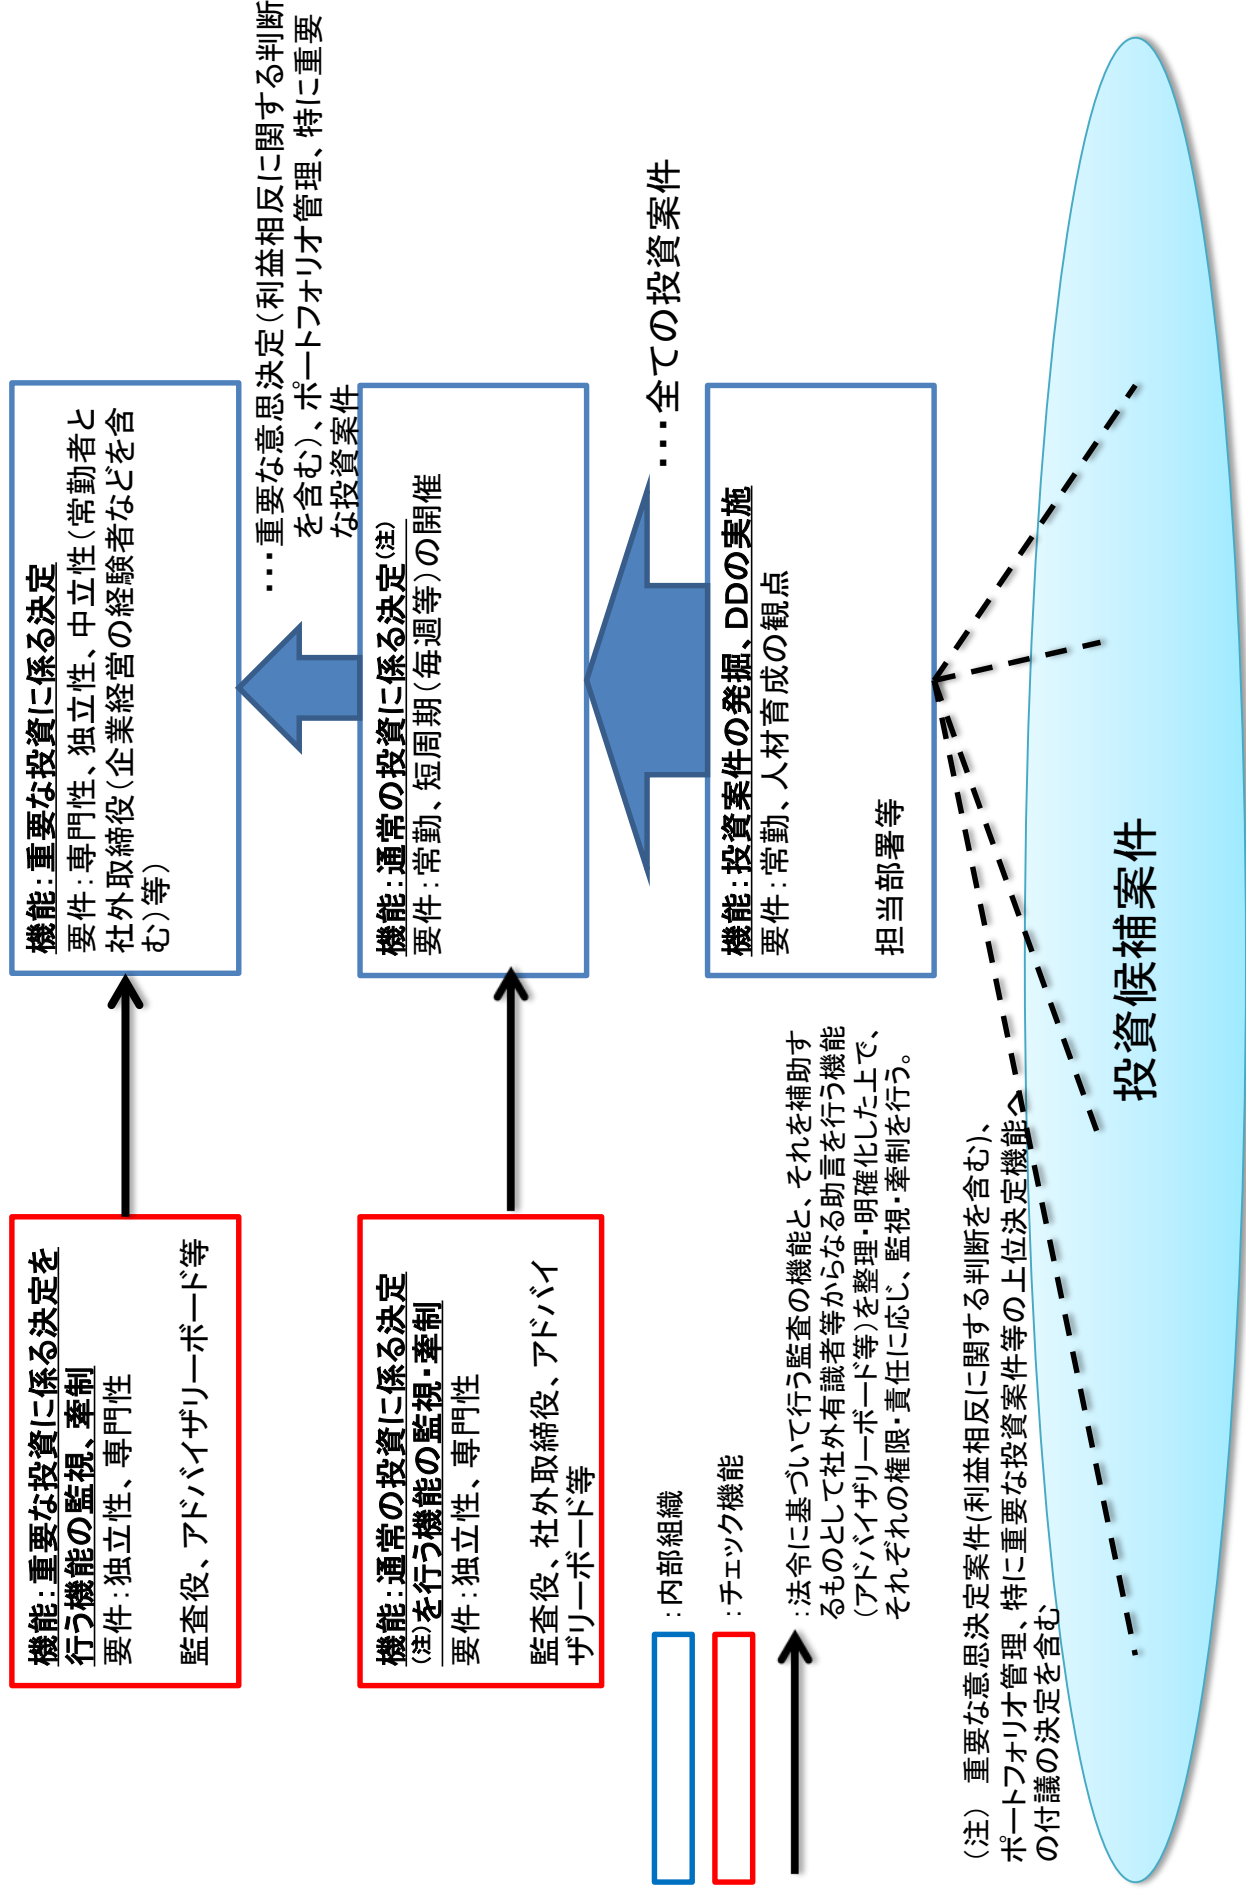 機能：重要な投資に係る決定を
行う機能の監視、牽制
要件：独立性、専門性
監査役、アドバイザリーボード等
機能：重要な投資に係る決定
要件：専門性、独立性、中立性（常勤者と
社外取締役（企業経営の経験者などを含
む）等）
・・・重要な意思決定（利益相反に関する判断
を含む）、ポートフォリオ管理、特に重要
な投資案件
機能：通常の投資に係る決定
(注)を行う機能の監視・牽制
要件：独立性、専門性
監査役、社外取締役、アドバイ
ザリーボード等
機能：通常の投資に係る決定(注)
要件：常勤、短周期（毎週等）の開催
・・・全ての投資案件
機能：投資案件の発掘、DDの実施
要件：常勤、人材育成の観点
担当部署等
：内部組織
：チェック機能
：法令に基づいて行う監査の機能と、それを補助す
るものとして社外有識者等からなる助言を行う機能
（アドバイザリーボード等）を整理・明確化した上で、
それぞれの権限・責任に応じ、監視・牽制を行う。
（注）　重要な意思決定案件(利益相反に関する判断を含む)、
ポートフォリオ管理、特に重要な投資案件等の上位決定機能へ
の付議の決定を含む
投資候補案件